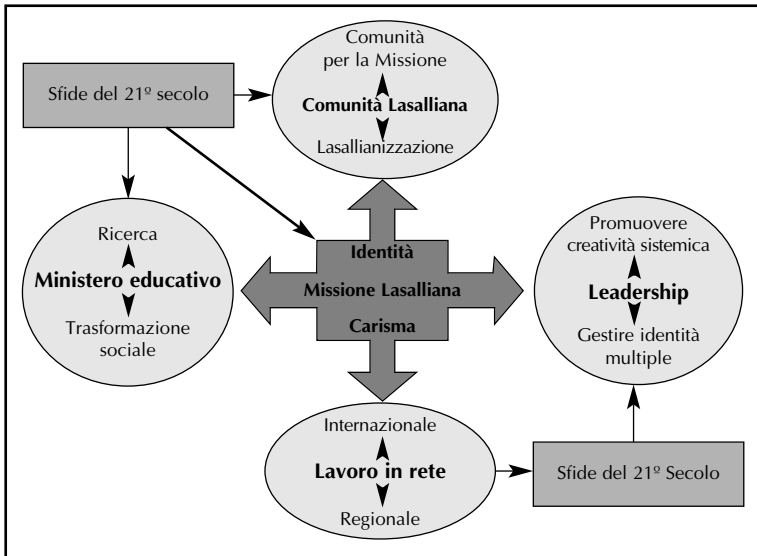 Comunità
per la Missione
Comunità Lasalliana
Lasallianizzazione
Sfide del 21º secolo
Ricerca
Ministero educativo
Trasformazione
sociale
Identità
Missione Lasalliana
Carisma
Promuovere
creatività sistemica
Leadership
Gestire identità
multiple
Internazionale
Lavoro in rete
Regionale
Sfide del 21º Secolo